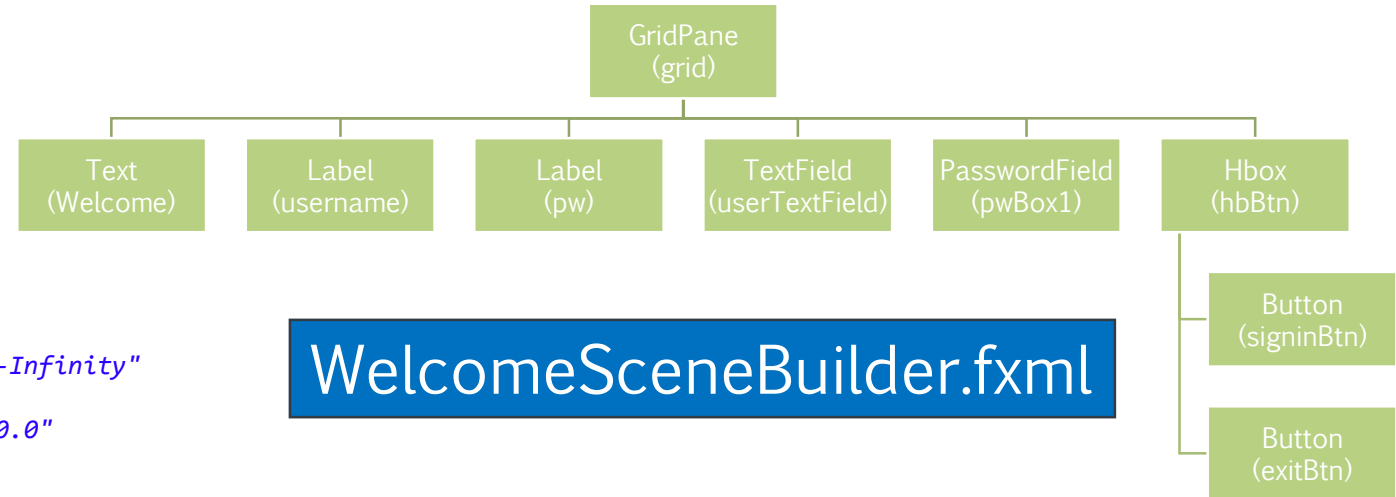 GridPane
(grid)
Text
(Welcome)
Label
(username)
Label
(pw)
TextField
(userTextField)
PasswordField
(pwBox1)
Hbox
(hbBtn)
Button
(signinBtn)
Button
(exitBtn)
-Infinity"
0.0"
WelcomeSceneBuilder.fxml